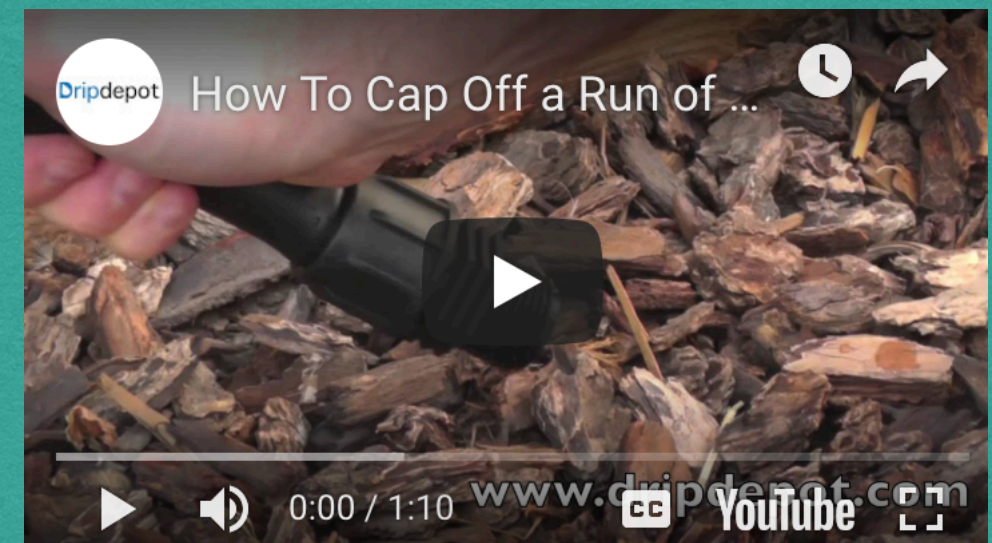 Dripdepot
How To Cap Off a Run of ...
www.dripdepot.com
0:00 / 1:10
CC
YouTube